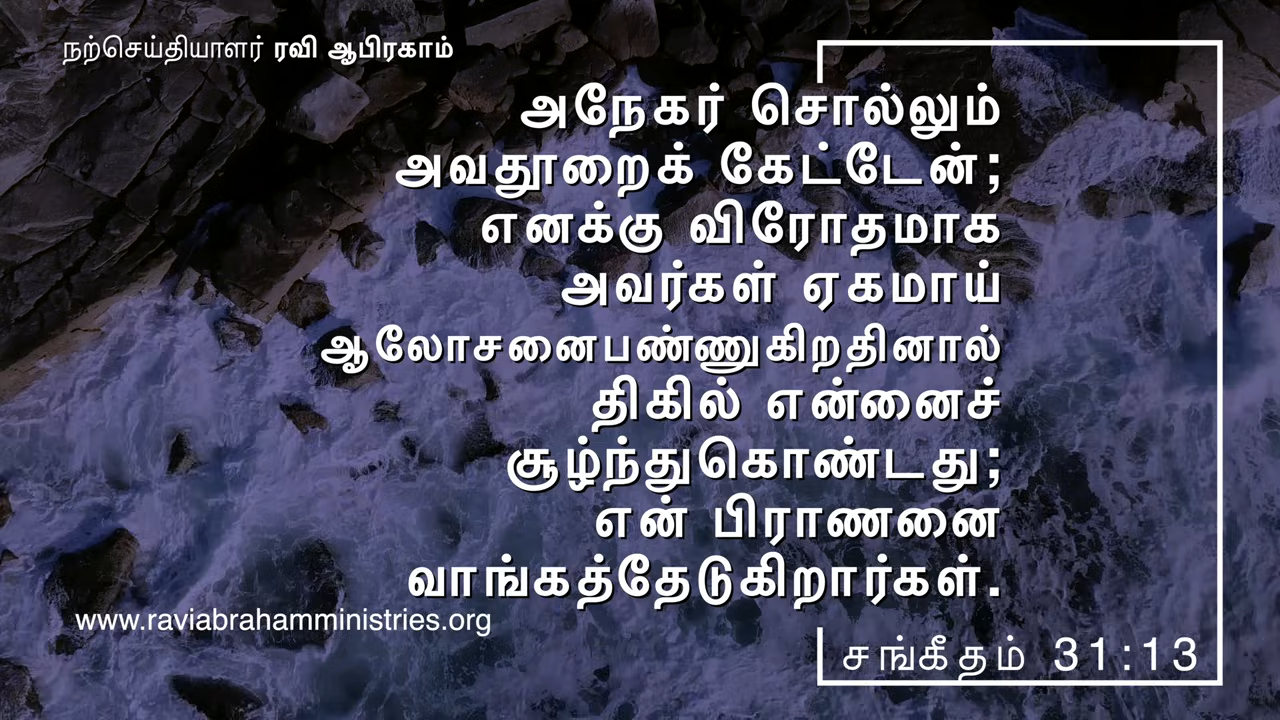 நற்செய்தியாளர் ரவி ஆபிரகாம்
அநேகர் சொல்லும்
அவதூறைக் கேட்டேன்;
எனக்கு விரோதமாக
அவர்கள் ஏகமாய்
ஆலோசனைபண்ணுகிறதினால்
திகில் என்னைச்
சூழ்ந்துகொண்டது;
என் பிராணனை
வாங்கத்தேடுகிறார்கள்.
www.raviabrahamministries.org
சங்கீதம் 31:13